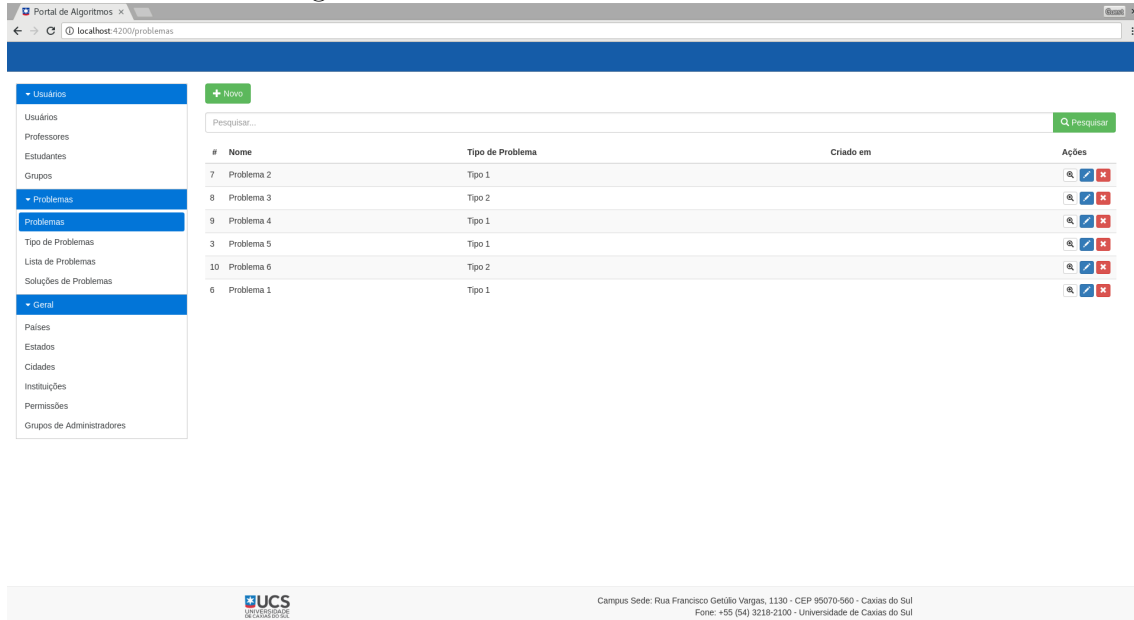 Portal de Algoritmos ×
localhost:4200/problemas
Usuários
Usuários
Professores
Estudantes
Grupos
Problemas
Problemas
Tipo de Problemas
Lista de Problemas
Soluções de Problemas
Geral
Países
Estados
Cidades
Instituições
Permissões
Grupos de Administradores
Novo
Pesquisar... Pesquisar
# Nome Tipo de Problema Criado em Ações
7 Problema 2 Tipo 1
8 Problema 3 Tipo 2
9 Problema 4 Tipo 1
3 Problema 5 Tipo 1
10 Problema 6 Tipo 2
6 Problema 1 Tipo 1
UCS
UNIVERSIDADE
DE CAXIAS DO SUL
Campus Sede: Rua Francisco Getúlio Vargas, 1130 - CEP 95070-560 - Caxias do Sul
Fone: +55 (54) 3218-2100 - Universidade de Caxias do Sul